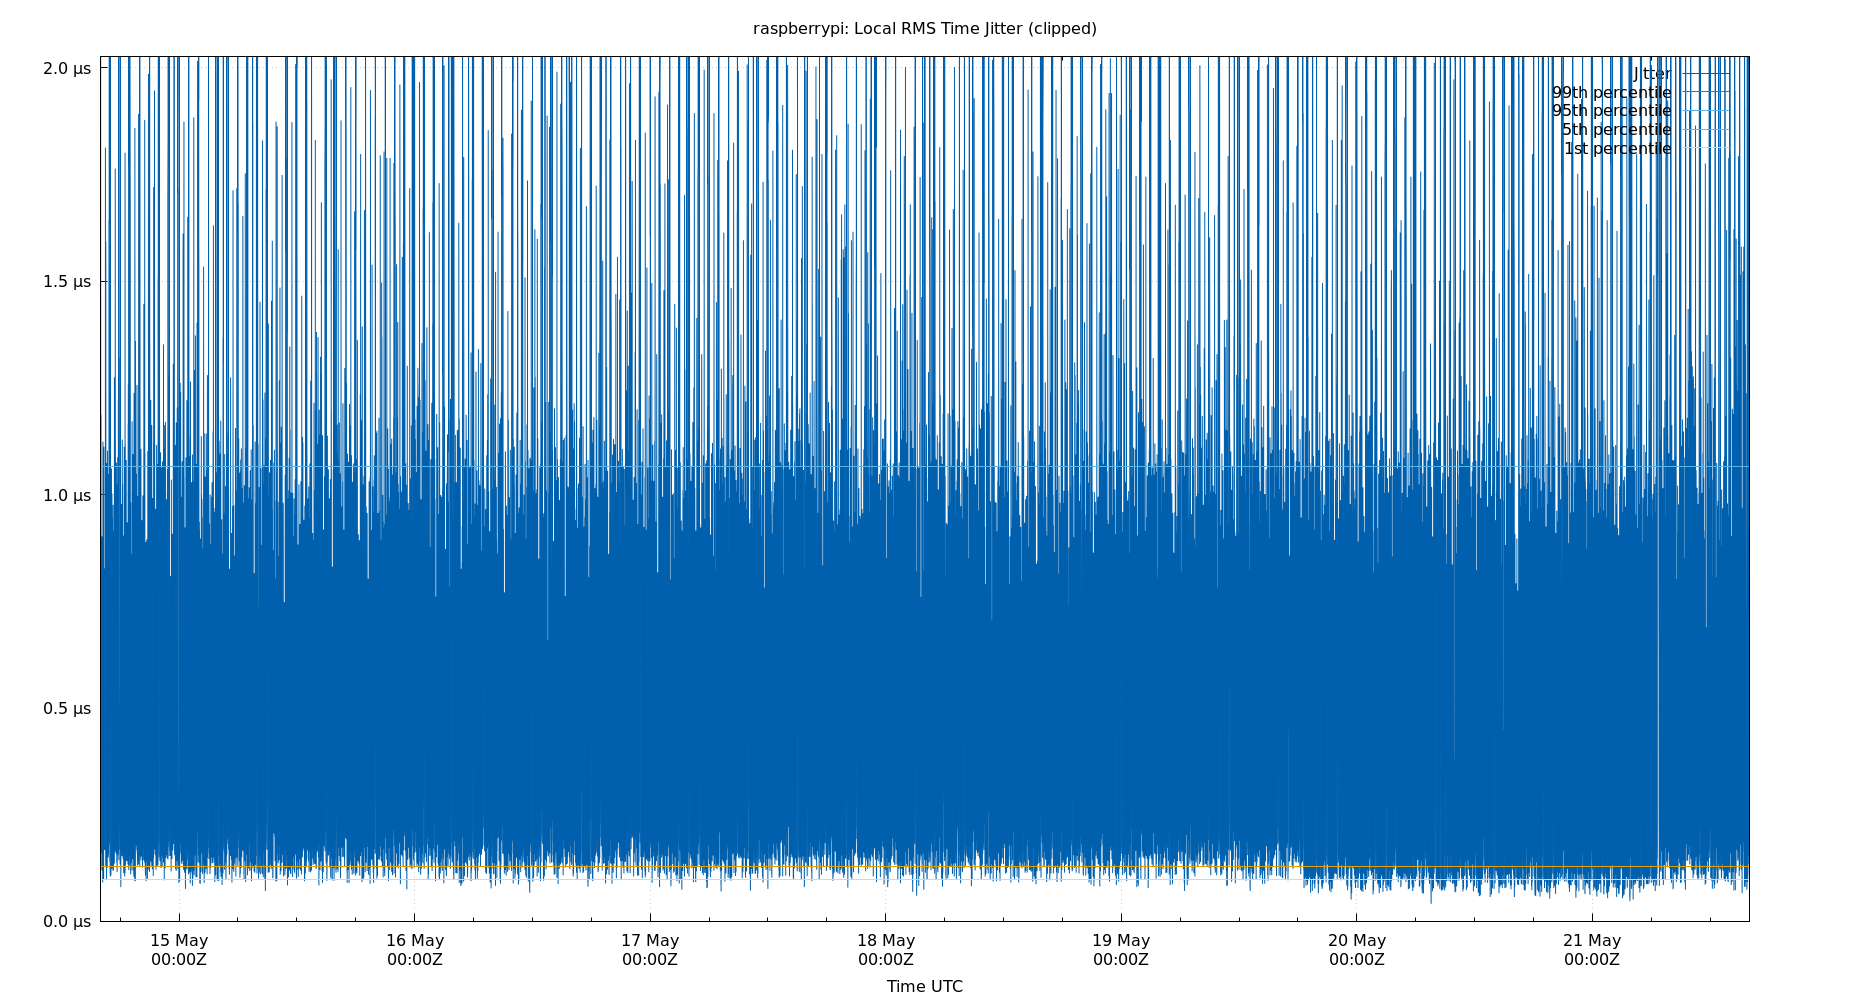 raspberrypi: Local RMS Time Jitter (clipped)
2.0 µs
1.5 µs
1.0 µs
0.5 µs
0.0 µs
Jitter
99th percentile
95th percentile
5th percentile
1st percentile
15 May
00:00Z
16 May
00:00Z
17 May
00:00Z
18 May
00:00Z
19 May
00:00Z
20 May
00:00Z
21 May
00:00Z
Time UTC